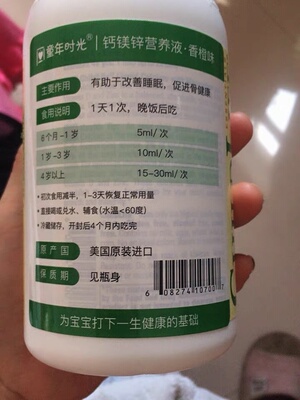 童年时光® 钙镁锌营养液·香橙味
主要作用 有助于改善睡眠，促进骨健康
食用说明 1天1次，晚饭后吃
6个月-1岁 5ml/次
1岁-3岁 10ml/次
4岁以上 15-30ml/次
•初次食用减半，1~3天恢复正常用量
•直接喝或兑水、辅食(水温<60度)
•冷藏储存，开封后4个月内吃完
原产国 美国原装进口
保质期 见瓶身
6 08274 10700
为宝宝打下一生健康的基础